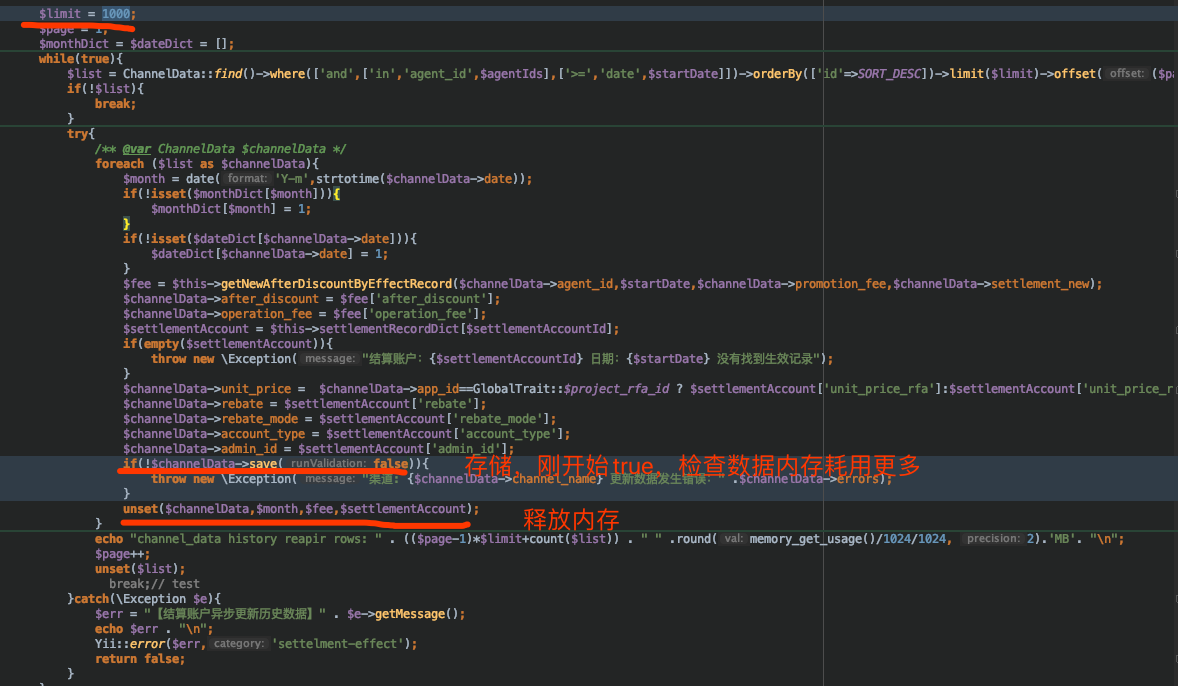 $limit = 1000;
$page = 1;
$monthDict = $dateDict = [];
while(true){
$list = ChannelData::find()->where(['and',['in','agent_id',$agentIds],['>=','date',$startDate]])->orderBy(['id'=>SORT_DESC])->limit($limit)->offset( offset: ($pa
if(!$list){
break;
}
try{
/** @var ChannelData $channelData */
foreach ($list as $channelData){
$month = date( format: 'Y-m',strtotime($channelData->date));
if(!isset($monthDict[$month])){
$monthDict[$month] = 1;
}
if(!isset($dateDict[$channelData->date])){
$dateDict[$channelData->date] = 1;
}
$fee = $this->getNewAfterDiscountByEffectRecord($channelData->agent_id,$startDate,$channelData->promotion_fee,$channelData->settlement_new);
$channelData->after_discount = $fee['after_discount'];
$channelData->operation_fee = $fee['operation_fee'];
$settlementAccount = $this->settlementRecordDict[$settlementAccountId];
if(empty($settlementAccount)){
throw new \Exception( message: "结算账户: {$settlementAccountId} 日期: {$startDate} 没有找到生效记录");
}
$channelData->unit_price =  $channelData->app_id==GlobalTrait::$project_rfa_id ? $settlementAccount['unit_price_rfa']:$settlementAccount['unit_price_r
$channelData->rebate = $settlementAccount['rebate'];
$channelData->rebate_mode = $settlementAccount['rebate_mode'];
$channelData->account_type = $settlementAccount['account_type'];
$channelData->admin_id = $settlementAccount['admin_id'];
if(!$channelData->save( runValidation: false)){ 存储, 刚开始true, 检查数据内存耗用更多
throw new \Exception( message: "渠道: {$channelData->channel_name} 更新数据发生错误: " .$channelData->errors);
}
unset($channelData,$month,$fee,$settlementAccount); 释放内存
}
echo "channel_data history reapir rows: " . (($page-1)*$limit+count($list)) . " " .round( val: memory_get_usage()/1024/1024, precision: 2).'MB'. "\n";
$page++;
unset($list);
break;// test
}catch(\Exception $e){
$err = "【结算账户异步更新历史数据】" . $e->getMessage();
echo $err . "\n";
Yii::error($err, category: 'settelment-effect');
return false;
}